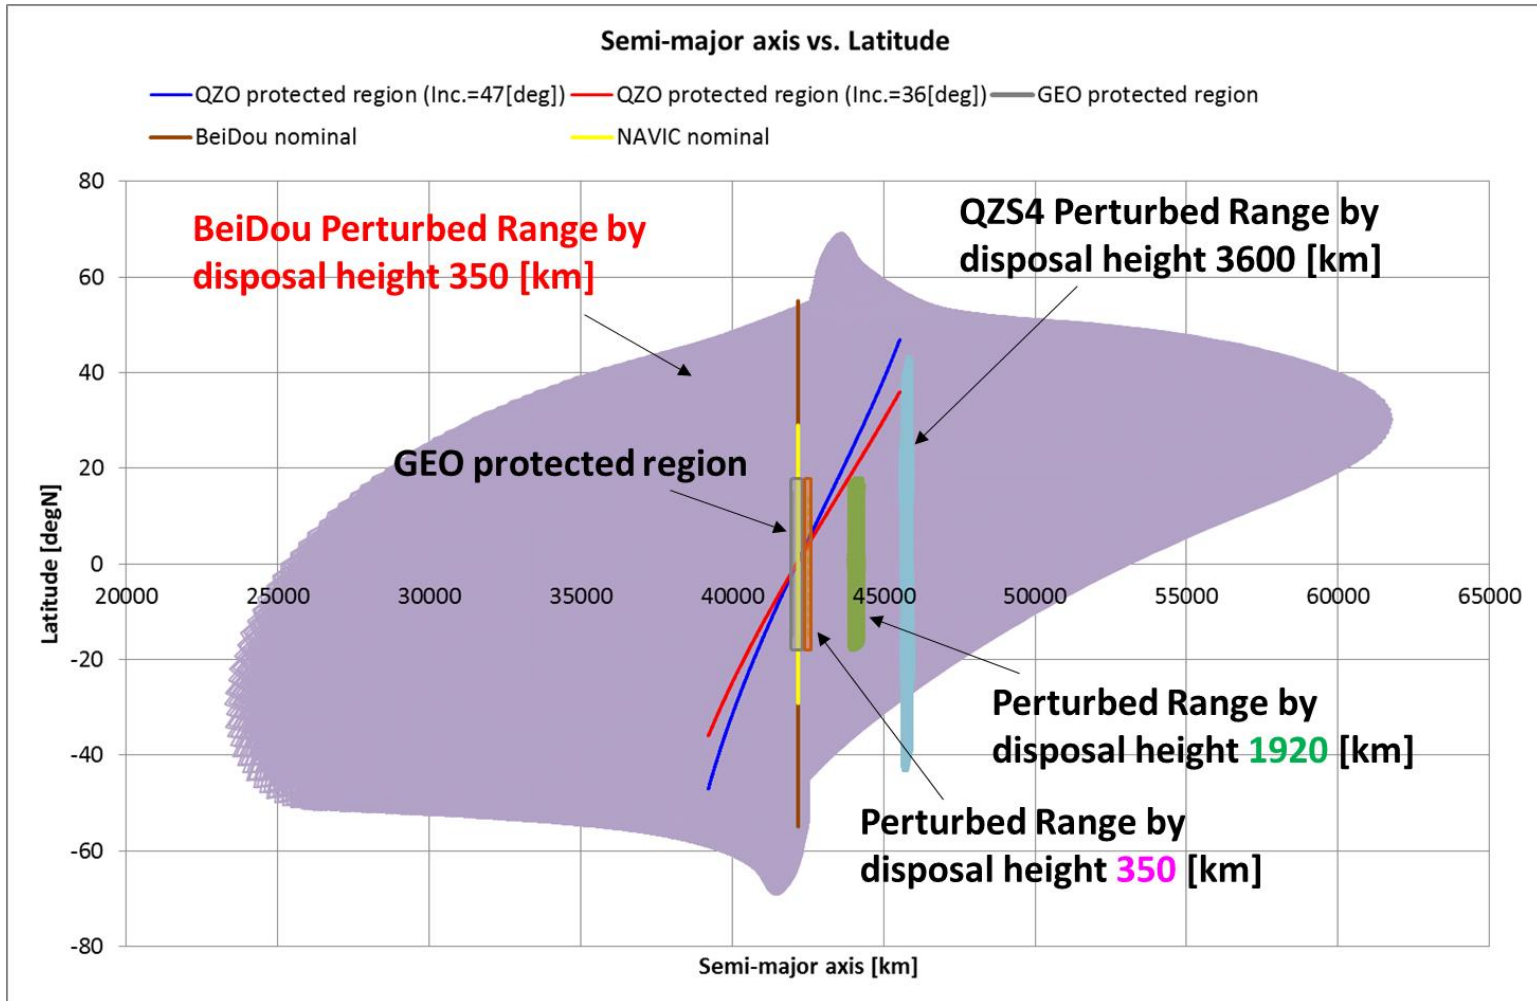 Semi-major axis vs. Latitude
QZO protected region (Inc.=47[deg]) QZO protected region (Inc.=36[deg]) GEO protected region
BeiDou nominal NAVIC nominal
80
60
40
20
0
-20
-40
-60
-80
20000 25000 30000 35000 40000 45000 50000 55000 60000 65000
Latitude [degN]
Semi-major axis [km]
BeiDou Perturbed Range by
disposal height 350 [km]
QZS4 Perturbed Range by
disposal height 3600 [km]
GEO protected region
Perturbed Range by
disposal height 1920 [km]
Perturbed Range by
disposal height 350 [km]